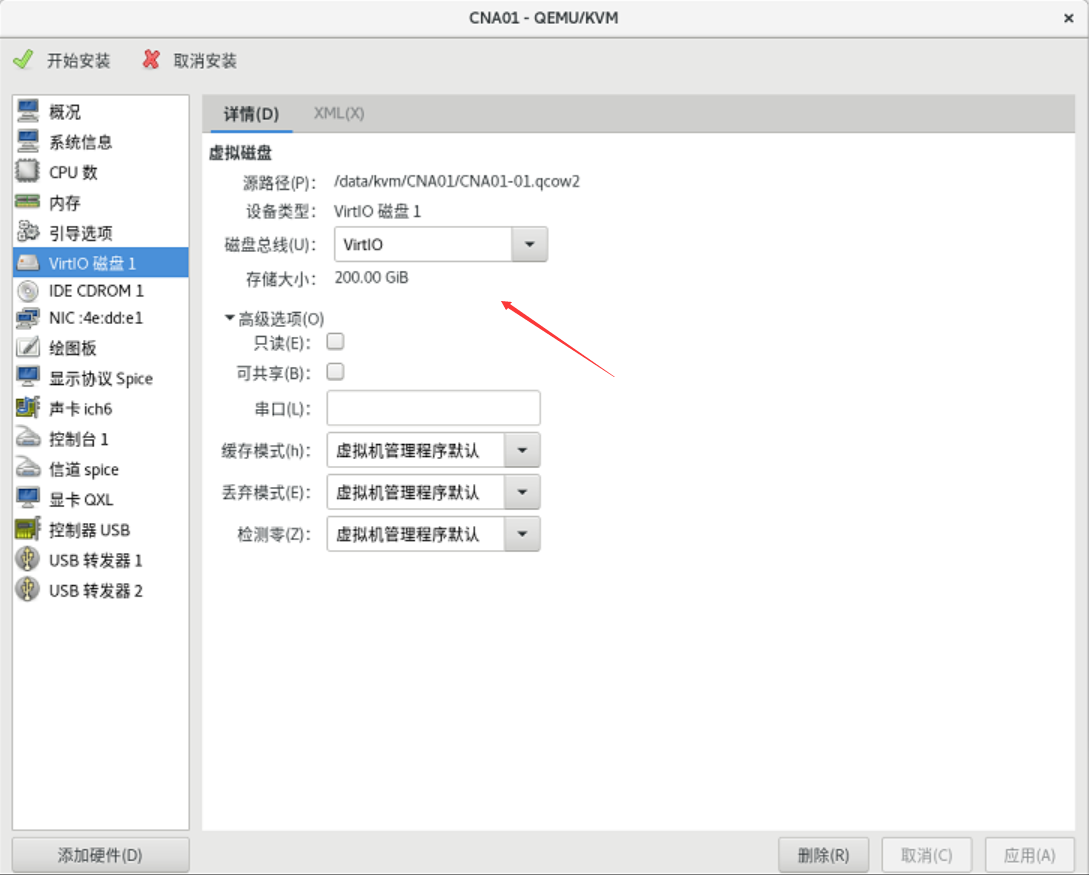 CNA01 - QEMU/KVM
开始安装 取消安装
概况
系统信息
CPU 数
内存
引导选项
VirtIO 磁盘 1
IDE CDROM 1
NIC :4e:dd:e1
绘图板
显示协议 Spice
声卡 ich6
控制台 1
信道 spice
显卡 QXL
控制器 USB
USB 转发器 1
USB 转发器 2
添加硬件(D)
详情(D) XML(X)
虚拟磁盘
源路径(P): /data/kvm/CNA01/CNA01-01.qcow2
设备类型: VirtIO 磁盘 1
磁盘总线(U): VirtIO
存储大小: 200.00 GiB
高级选项(O)
只读(E):
可共享(B):
串口(L):
缓存模式(h): 虚拟机管理程序默认
丢弃模式(E): 虚拟机管理程序默认
检测零(Z): 虚拟机管理程序默认
删除(R) 取消(C) 应用(A)